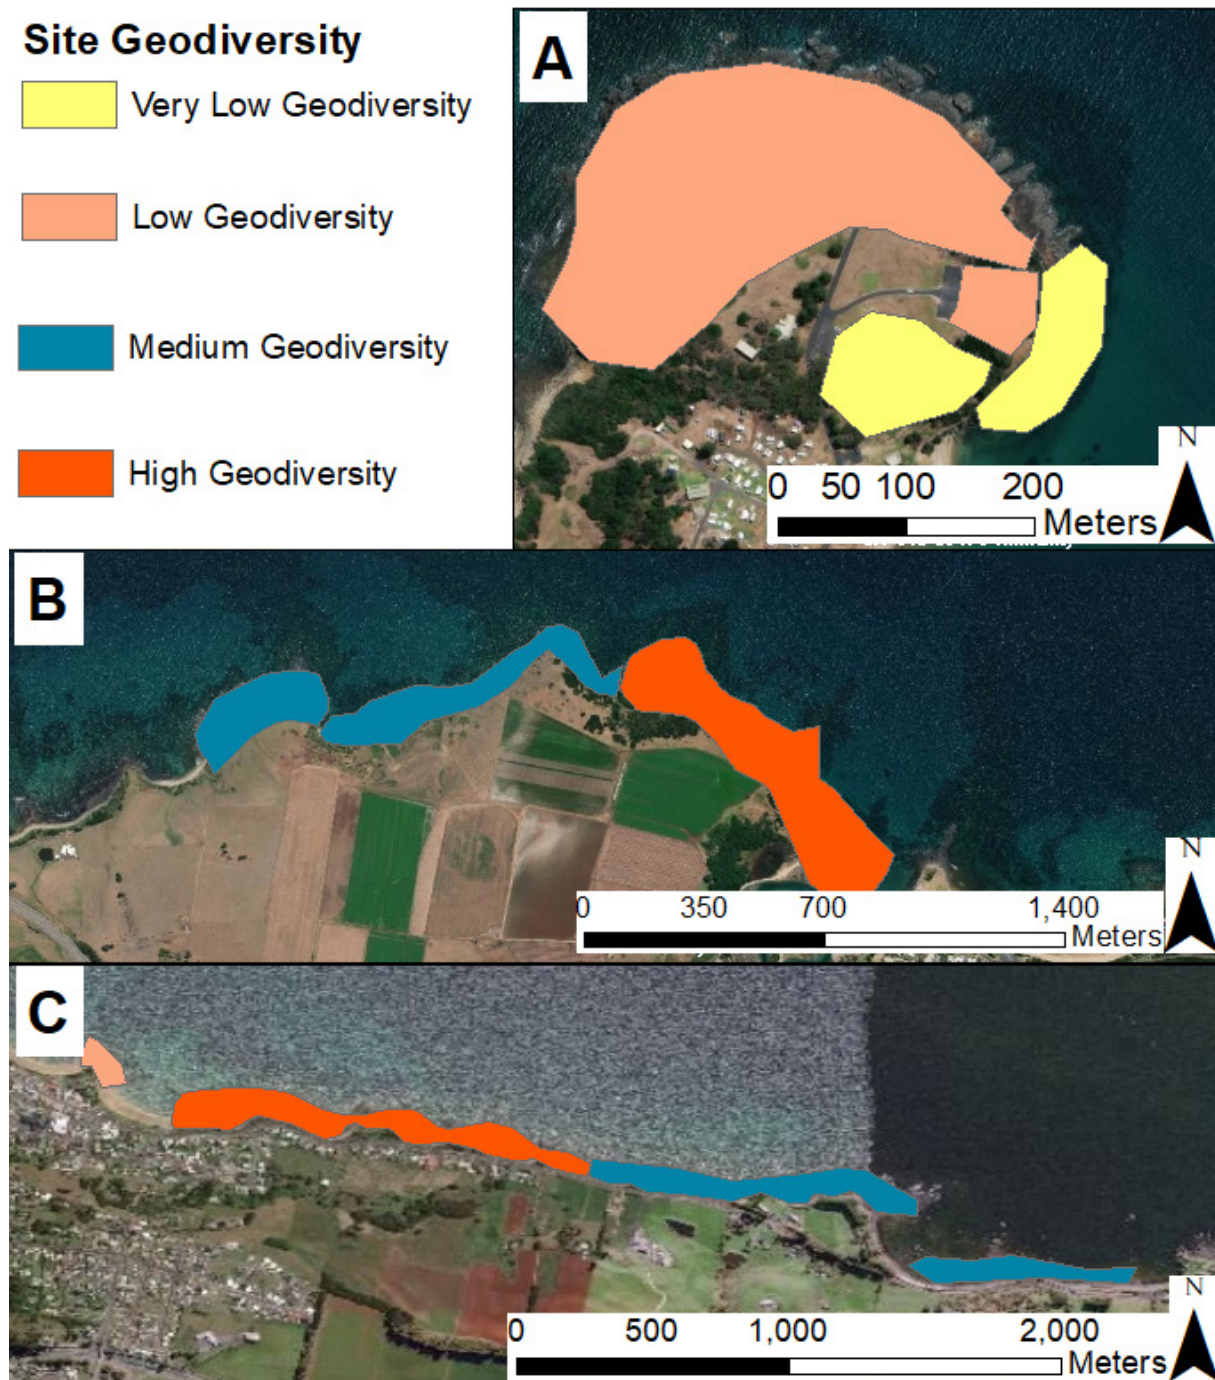 Site Geodiversity
Very Low Geodiversity
Low Geodiversity
Medium Geodiversity
High Geodiversity
A
N
0 50 100 200
Meters
B
N
0 350 700 1,400
Meters
C
N
0 500 1,000 2,000
Meters